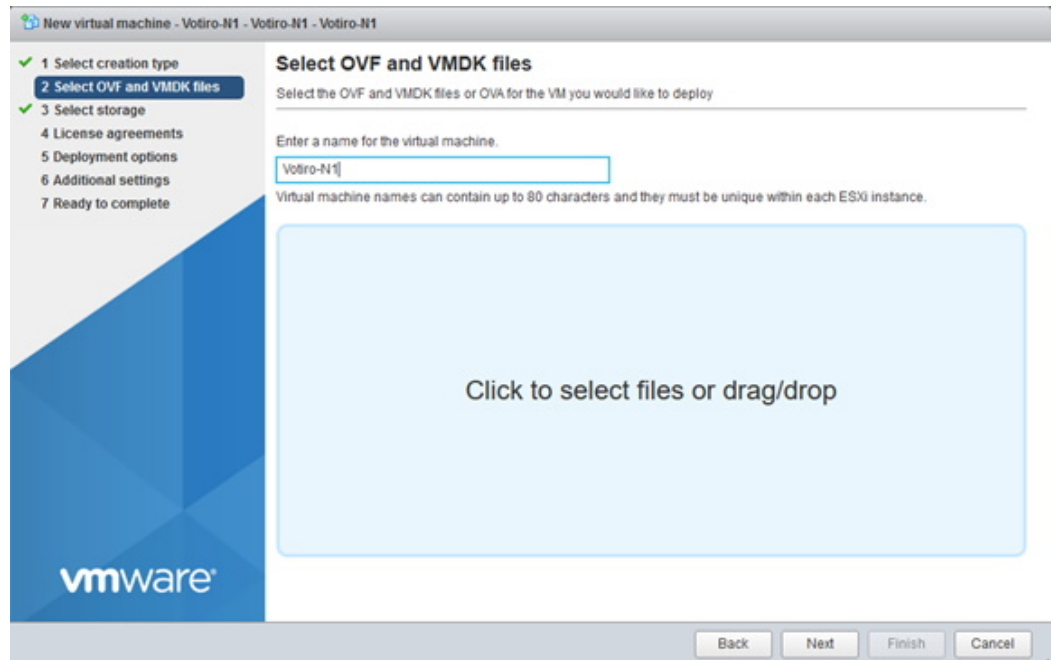 New virtual machine - Votiro-N1 - Votiro-N1 - Votiro-N1
1 Select creation type
2 Select OVF and VMDK files
3 Select storage
4 License agreements
5 Deployment options
6 Additional settings
7 Ready to complete
vmware®
Select OVF and VMDK files
Select the OVF and VMDK files or OVA for the VM you would like to deploy
Enter a name for the virtual machine.
Votiro-N1
Virtual machine names can contain up to 80 characters and they must be unique within each ESXi instance.
Click to select files or drag/drop
Back Next Finish Cancel